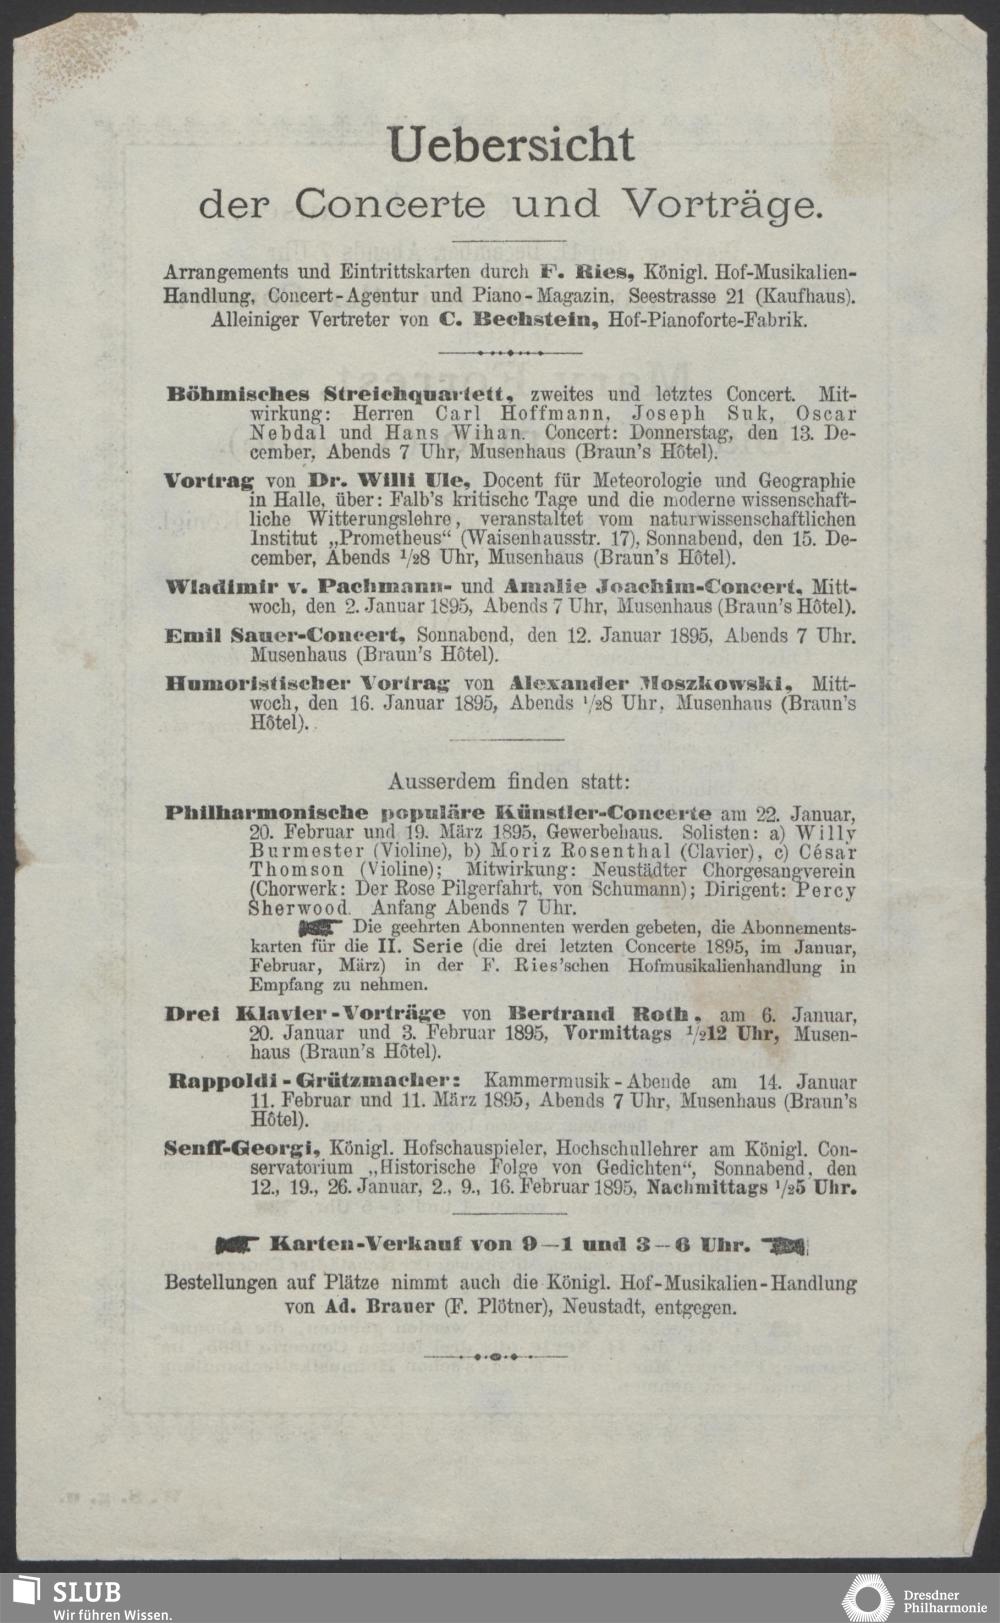 Uebersicht
der Concerte und Vorträge.
Arrangements und Eintrittskarten durch F. Ries, Königl. Hof-Musikalien-
Handlung, Concert-Agentur und Piano-Magazin, Seestrasse 21 (Kaufhaus).
Alleiniger Vertreter von C. Bechstein, Hof-Pianoforte-Fabrik.
Böhmisches Streichquartett, zweites und letztes Concert. Mit-
wirkung: Herren Carl Hoffmann, Joseph Suk, Oscar
Nebdal und Hans Wihan. Concert: Donnerstag, den 13. De-
cember, Abends 7 Uhr, Musenhaus (Braun's Hôtel).
Vortrag von Dr. Willi Ule, Docent für Meteorologie und Geographie
in Halle, über: Falb's kritische Tage und die moderne wissenschaft-
liche Witterungslehre, veranstaltet vom naturwissenschaftlichen
Institut „Prometheus“ (Waisenhausstr. 17), Sonnabend, den 15. De-
cember, Abends 1/28 Uhr, Musenhaus (Braun's Hôtel).
Wladimir v. Pachmann- und Amalie Joachim-Concert, Mitt-
woch, den 2. Januar 1895, Abends 7 Uhr, Musenhaus (Braun's Hôtel).
Emil Sauer-Concert, Sonnabend, den 12. Januar 1895, Abends 7 Uhr.
Musenhaus (Braun's Hôtel).
Humoristischer Vortrag von Alexander Moszkowski, Mitt-
woch, den 16. Januar 1895, Abends 1/28 Uhr, Musenhaus (Braun's
Hôtel).
Ausserdem finden statt:
Philharmonische populäre Künstler-Concerte am 22. Januar,
20. Februar und 19. März 1895, Gewerbehaus. Solisten: a) Willy
Burmester (Violine), b) Moriz Rosenthal (Clavier), c) César
Thomson (Violine); Mitwirkung: Neustädter Chorgesangverein
(Chorwerk: Der Rose Pilgerfahrt, von Schumann); Dirigent: Percy
Sherwood. Anfang Abends 7 Uhr.
Die geehrten Abonnenten werden gebeten, die Abonnements-
karten für die II. Serie (die drei letzten Concerte 1895, im Januar,
Februar, März) in der F. Ries'schen Hofmusikalienhandlung in
Empfang zu nehmen.
Drei Klavier-Vorträge von Bertrand Roth, am 6. Januar,
20. Januar und 3. Februar 1895, Vormittags 1/212 Uhr, Musen-
haus (Braun's Hôtel).
Rappoldi-Grützmacher: Kammermusik-Abende am 14. Januar
11. Februar und 11. März 1895, Abends 7 Uhr, Musenhaus (Braun's
Hôtel).
Senff-Georgi, Königl. Hofschauspieler, Hochschullehrer am Königl. Con-
servatorium „Historische Folge von Gedichten“, Sonnabend, den
12., 19., 26. Januar, 2., 9., 16. Februar 1895, Nachmittags 1/25 Uhr.
Karten-Verkauf von 9—1 und 3—6 Uhr.
Bestellungen auf Plätze nimmt auch die Königl. Hof-Musikalien-Handlung
von Ad. Brauer (F. Plötner), Neustadt, entgegen.
SLUB
Wir führen Wissen.
Dresdner
Philharmonie